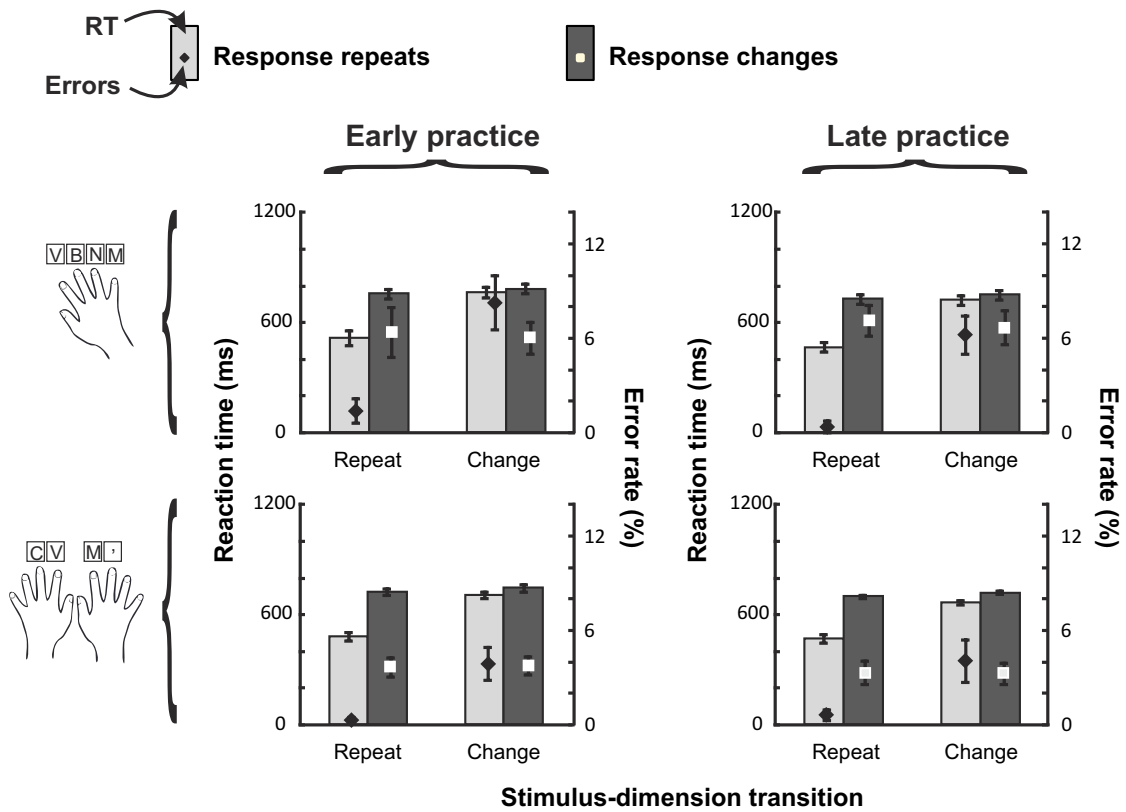 RT
Errors
Response repeats
Response changes
Early practice
Late practice
V B N M
Reaction time (ms)
1200
600
0
12
6
0
Error rate (%)
Repeat
Change
Reaction time (ms)
1200
600
0
12
6
0
Error rate (%)
Repeat
Change
C V M ,
1200
600
0
12
6
0
Repeat
Change
1200
600
0
12
6
0
Repeat
Change
Stimulus-dimension transition